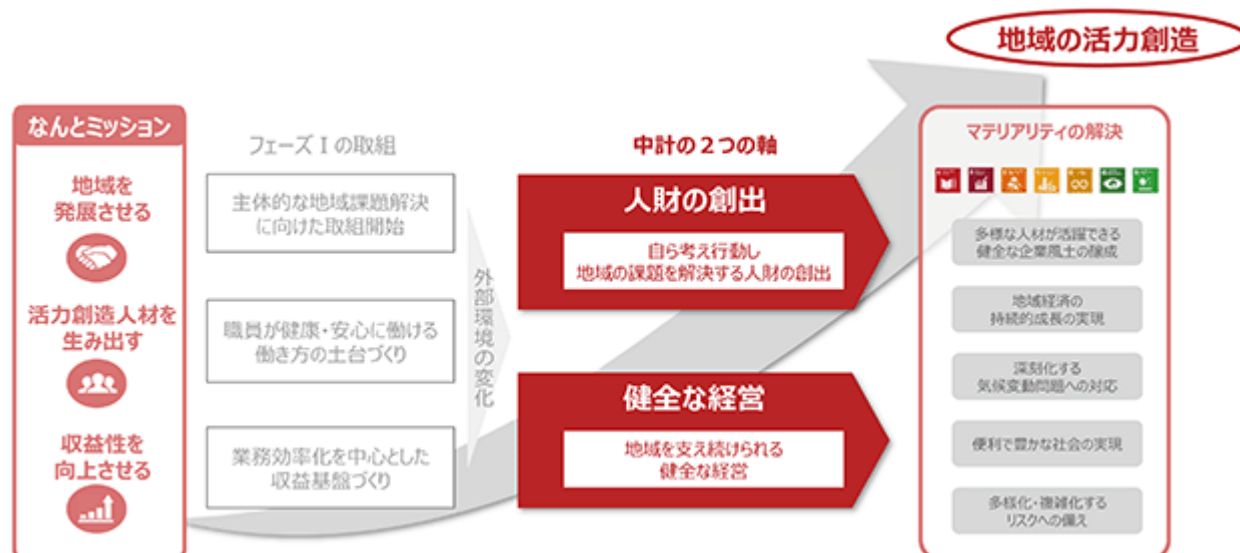 地域の活力創造
なんとミッション
地域を
発展させる
活力創造人材を
生み出す
収益性を
向上させる
フェーズⅠの取組
主体的な地域課題解決
に向けた取組開始
職員が健康・安心に働ける
働き方の土台づくり
業務効率化を中心とした
収益基盤づくり
外部環境の変化
中計の2つの軸
人財の創出
自ら考え行動し
地域の課題を解決する人財の創出
健全な経営
地域を支え続けられる
健全な経営
マテリアリティの解決
多様な人材が活躍できる
健全な企業風土の醸成
地域経済の
持続的成長の実現
深刻化する
気候変動問題への対応
便利で豊かな社会の実現
多様化・複雑化する
リスクへの備え